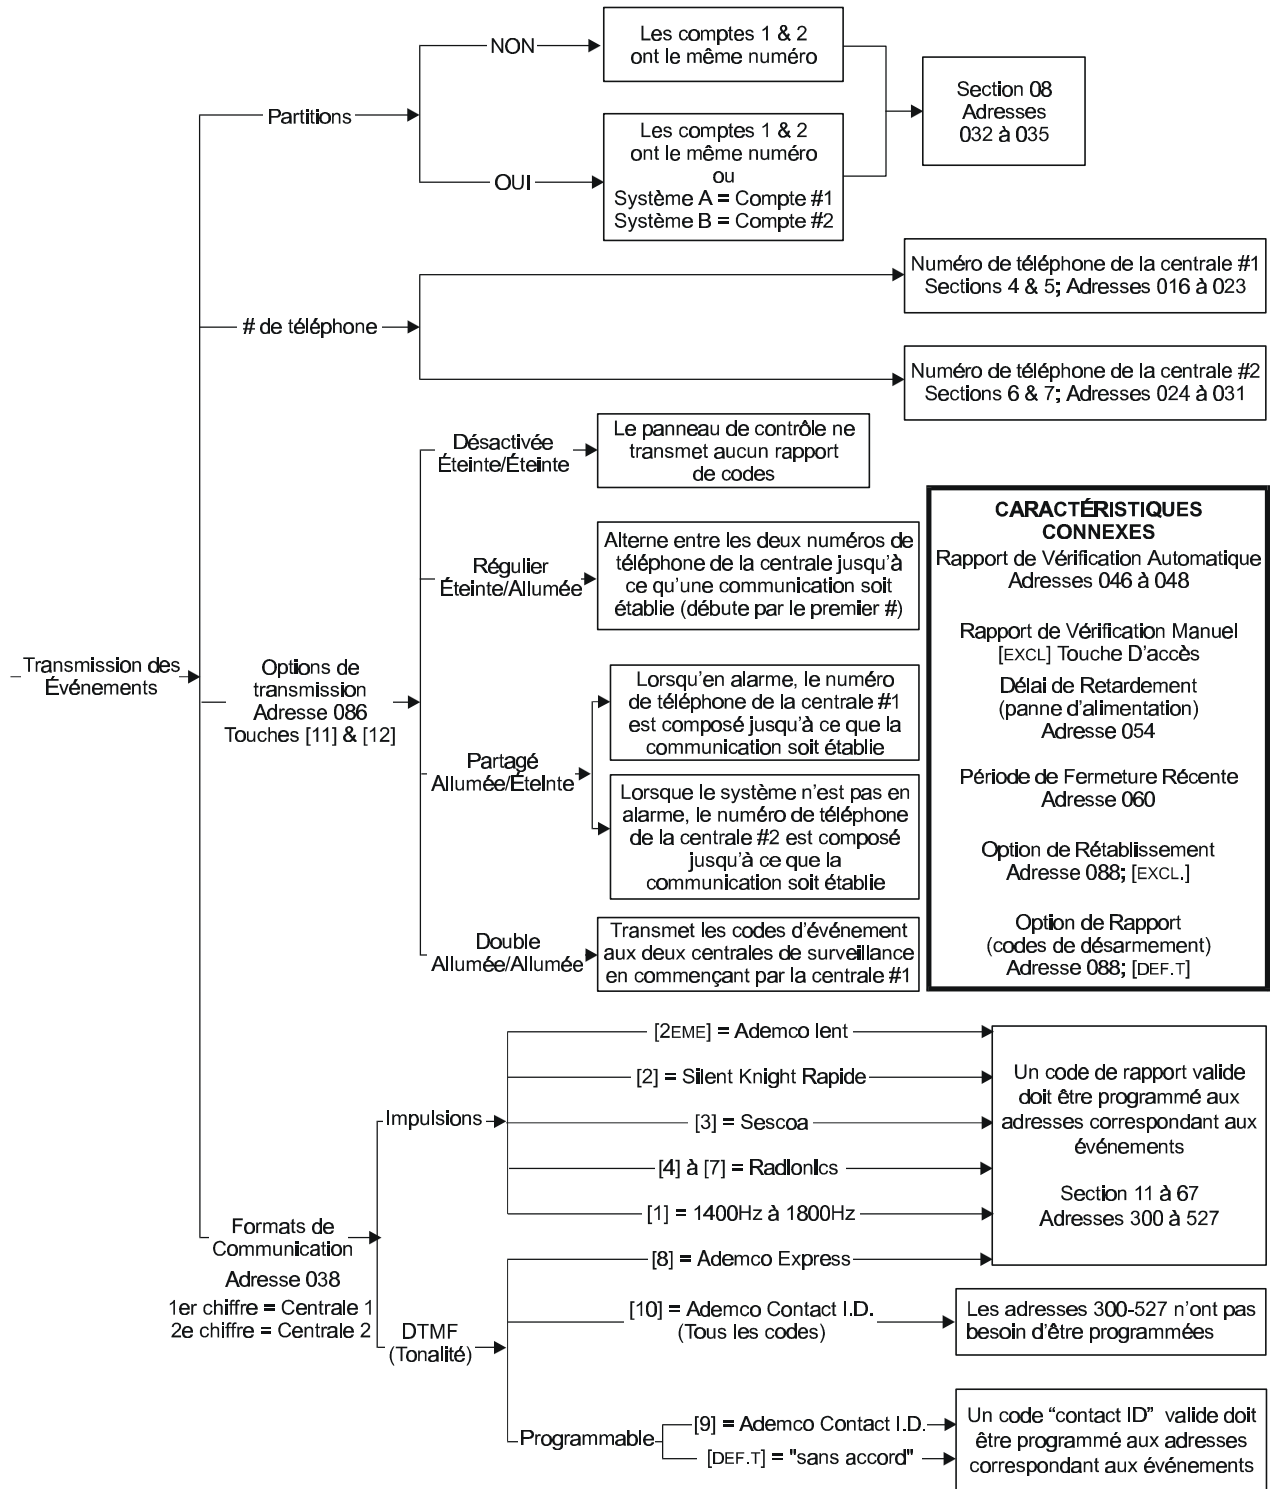 NON
Les comptes 1 & 2
ont le même numéro
Section 08
Adresses
032 à 035
Partitions
Les comptes 1 & 2
ont le même numéro
ou
Système A = Compte #1
Système B = Compte #2
OUI
Numéro de téléphone de la centrale #1
Sections 4 & 5; Adresses 016 à 023
# de téléphone
Numéro de téléphone de la centrale #2
Sections 6 & 7; Adresses 024 à 031
Désactivée
Éteinte/Éteinte
Le panneau de contrôle ne
transmet aucun rapport
de codes
Régulier
Éteinte/Allumée
Alterne entre les deux numéros de
téléphone de la centrale jusqu'à
ce qu'une communication soit
établie (débute par le premier #)
Transmission des
Événements
Options de
transmission
Adresse 086
Touches [11] & [12]
Partagé
Allumée/Éteinte
Lorsqu'en alarme, le numéro
de téléphone de la centrale #1
est composé jusqu'à ce que la
communication soit établie
Lorsque le système n'est pas en
alarme, le numéro de téléphone
de la centrale #2 est composé
jusqu'à ce que la
communication soit établie
Double
Allumée/Allumée
Transmet les codes d'événement
aux deux centrales de surveillance
en commençant par la centrale #1
CARACTÉRISTIQUES
CONNEXES
Rapport de Vérification Automatique
Adresses 046 à 048
Rapport de Vérification Manuel
[EXCL] Touche D'accès
Délai de Retardement
(panne d'alimentation)
Adresse 054
Période de Fermeture Récente
Adresse 060
Option de Rétablissement
Adresse 088; [EXCL.]
Option de Rapport
(codes de désarmement)
Adresse 088; [DEF.T]
Formats de
Communication
Adresse 038
1er chiffre = Centrale 1
2e chiffre = Centrale 2
Impulsions
[2EME] = Ademco lent
[2] = Silent Knight Rapide
[3] = Sescoa
[4] à [7] = Radionics
[1] = 1400Hz à 1800Hz
Un code de rapport valide
doit être programmé aux
adresses correspondant aux
événements
Section 11 à 67
Adresses 300 à 527
DTMF
(Tonalité)
[8] = Ademco Express
[10] = Ademco Contact I.D.
(Tous les codes)
Les adresses 300-527 n'ont pas
besoin d'être programmées
Programmable
[9] = Ademco Contact I.D.
[DEF.T] = "sans accord"
Un code “contact ID” valide doit
être programmé aux adresses
correspondant aux événements